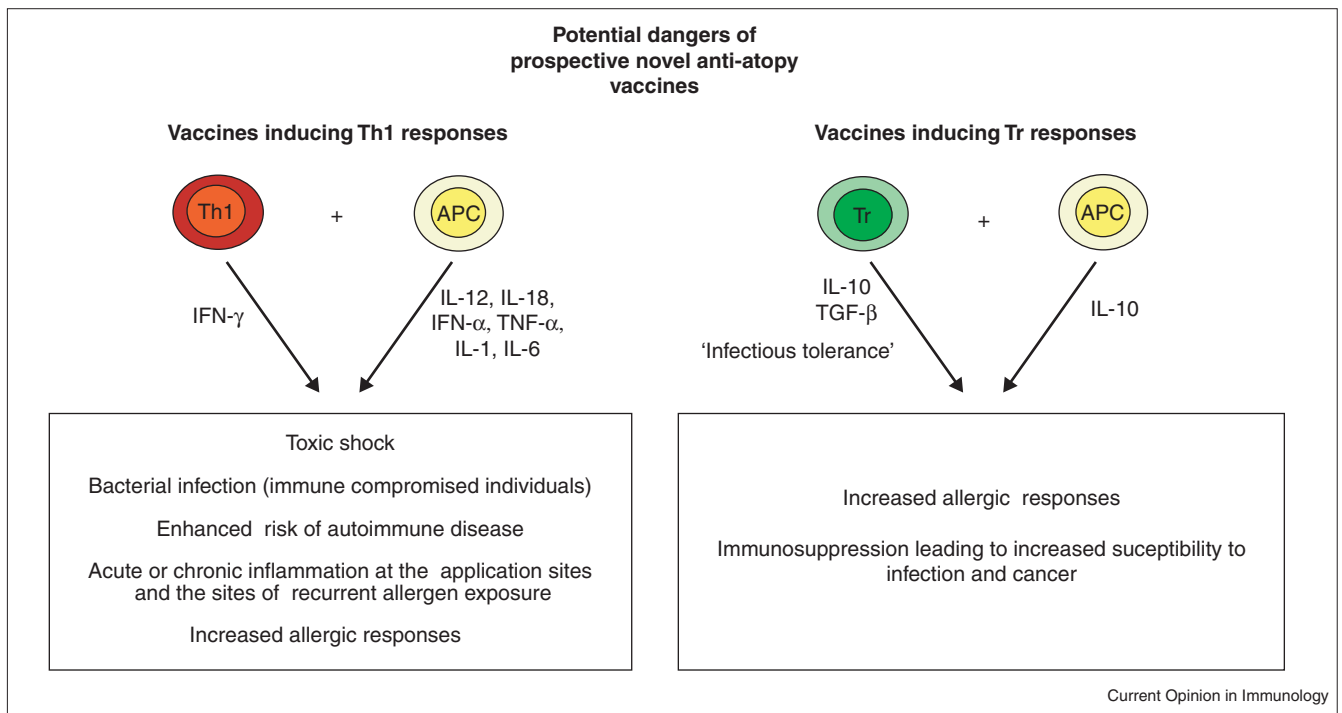 Potential dangers of
prospective novel anti-atopy
vaccines
Vaccines inducing Th1 responses
Th1
+
APC
IFN-γ
IL-12, IL-18,
IFN-α, TNF-α,
IL-1, IL-6
Toxic shock
Bacterial infection (immune compromised individuals)
Enhanced risk of autoimmune disease
Acute or chronic inflammation at the application sites
and the sites of recurrent allergen exposure
Increased allergic responses
Vaccines inducing Tr responses
Tr
+
APC
IL-10
TGF-β
'Infectious tolerance'
IL-10
Increased allergic responses
Immunosuppression leading to increased suceptibility to
infection and cancer
Current Opinion in Immunology